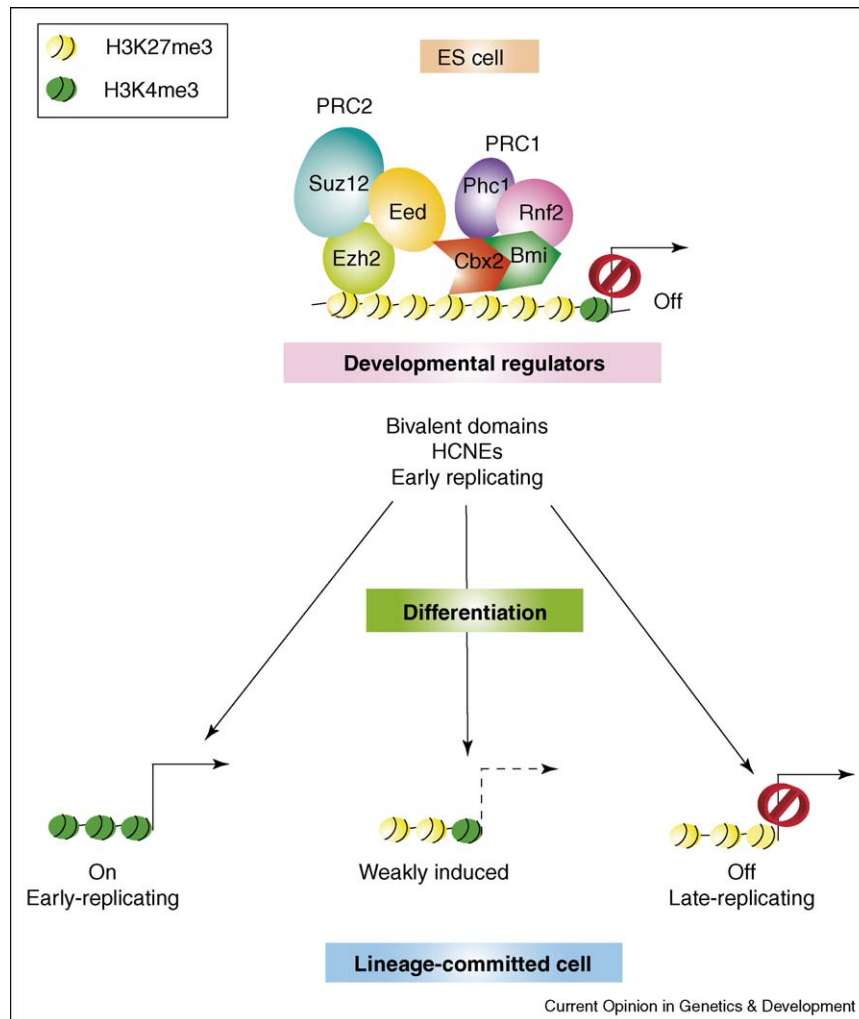 H3K27me3
H3K4me3
ES cell
PRC2
PRC1
Suz12
Eed
Phc1
Rnf2
Ezh2
Cbx2
Bmi
Off
Developmental regulators
Bivalent domains
HCNEs
Early replicating
Differentiation
On
Early-replicating
Weakly induced
Off
Late-replicating
Lineage-committed cell
Current Opinion in Genetics & Development